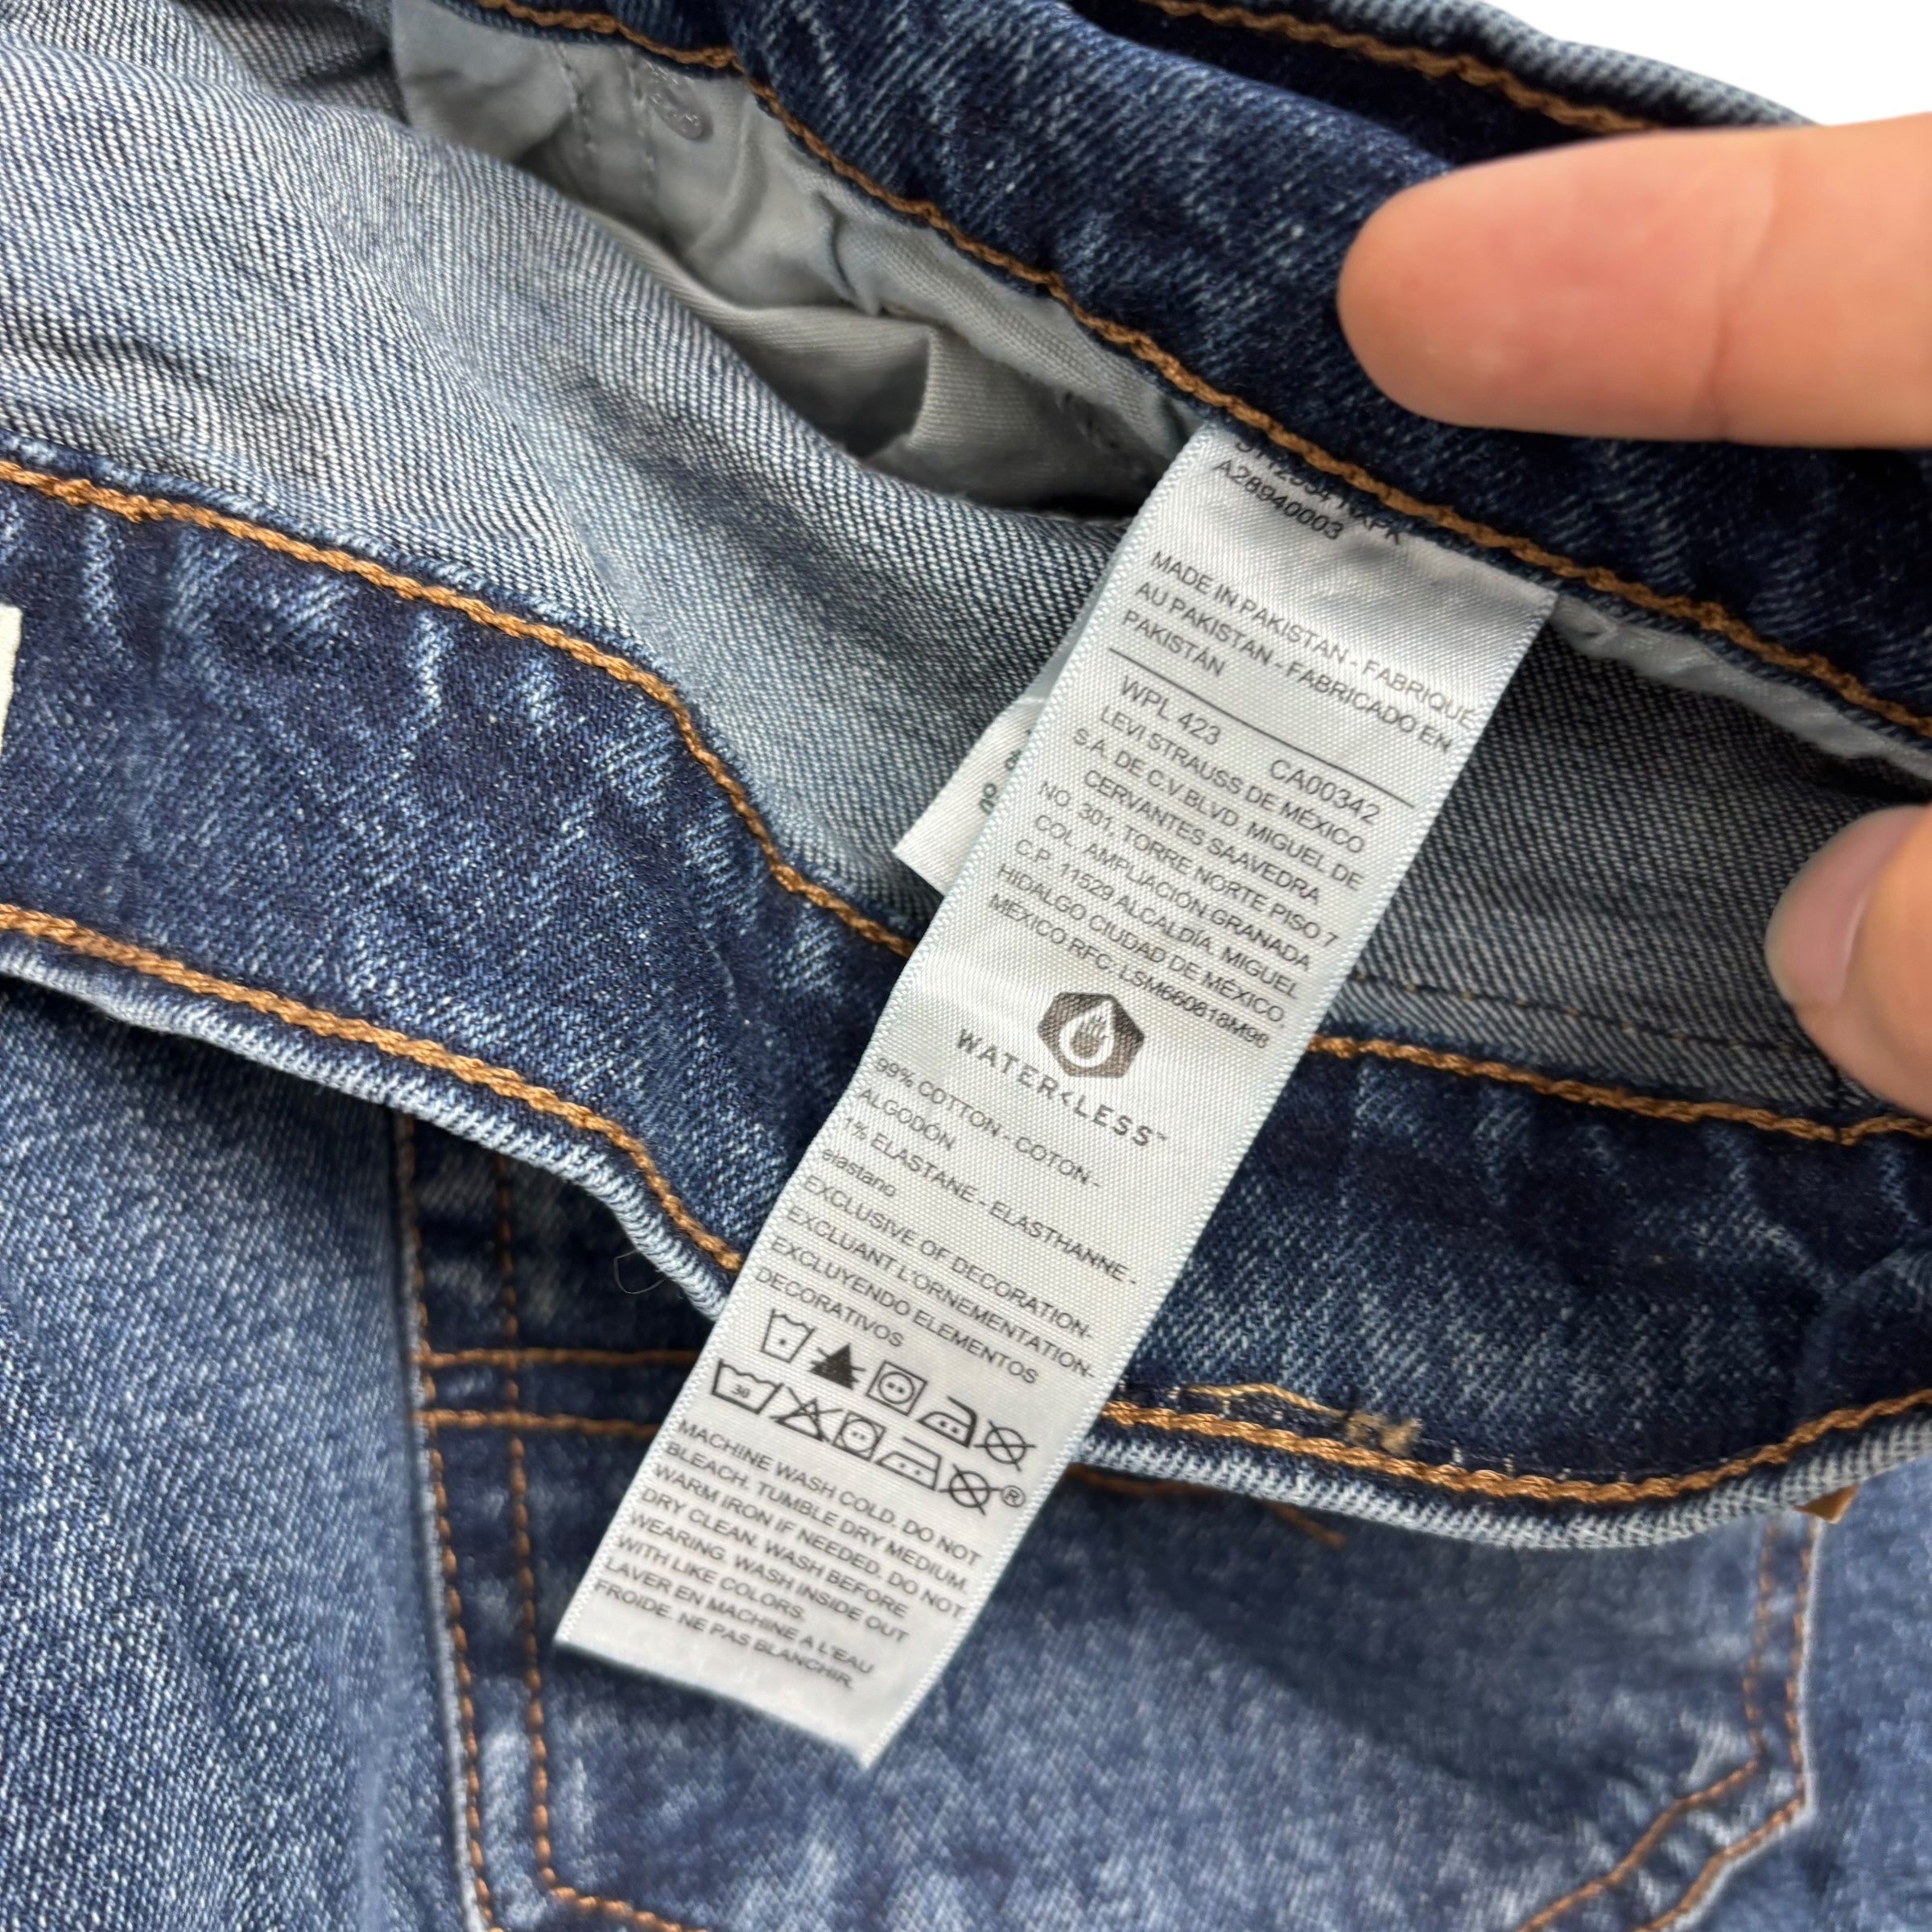 A28940003
MADE IN PAKISTAN - FABRIQUÉ
AU PAKISTAN - FABRICADO EN
PAKISTÁN
WPL 423 CA00342
LEVI STRAUSS DE MÉXICO
S.A. DE C.V.BLVD. MIGUEL DE
CERVANTES SAAVEDRA
NO. 301, TORRE NORTE PISO 7
COL. AMPLIACIÓN GRANADA
C.P. 11529 ALCALDÍA. MIGUEL
HIDALGO CIUDAD DE MÉXICO,
MÉXICO RFC: LSM660818M98
WATER<LESS™
99% COTTON - COTON -
ALGODÓN
1% ELASTANE - ELASTHANNE -
elastano
EXCLUSIVE OF DECORATION-
EXCLUANT L'ORNEMENTATION-
EXCLUYENDO ELEMENTOS
DECORATIVOS
30
®
MACHINE WASH COLD. DO NOT
BLEACH. TUMBLE DRY MEDIUM.
WARM IRON IF NEEDED. DO NOT
DRY CLEAN. WASH BEFORE
WEARING. WASH INSIDE OUT
WITH LIKE COLORS.
LAVER EN MACHINE A L'EAU
FROIDE. NE PAS BLANCHIR.